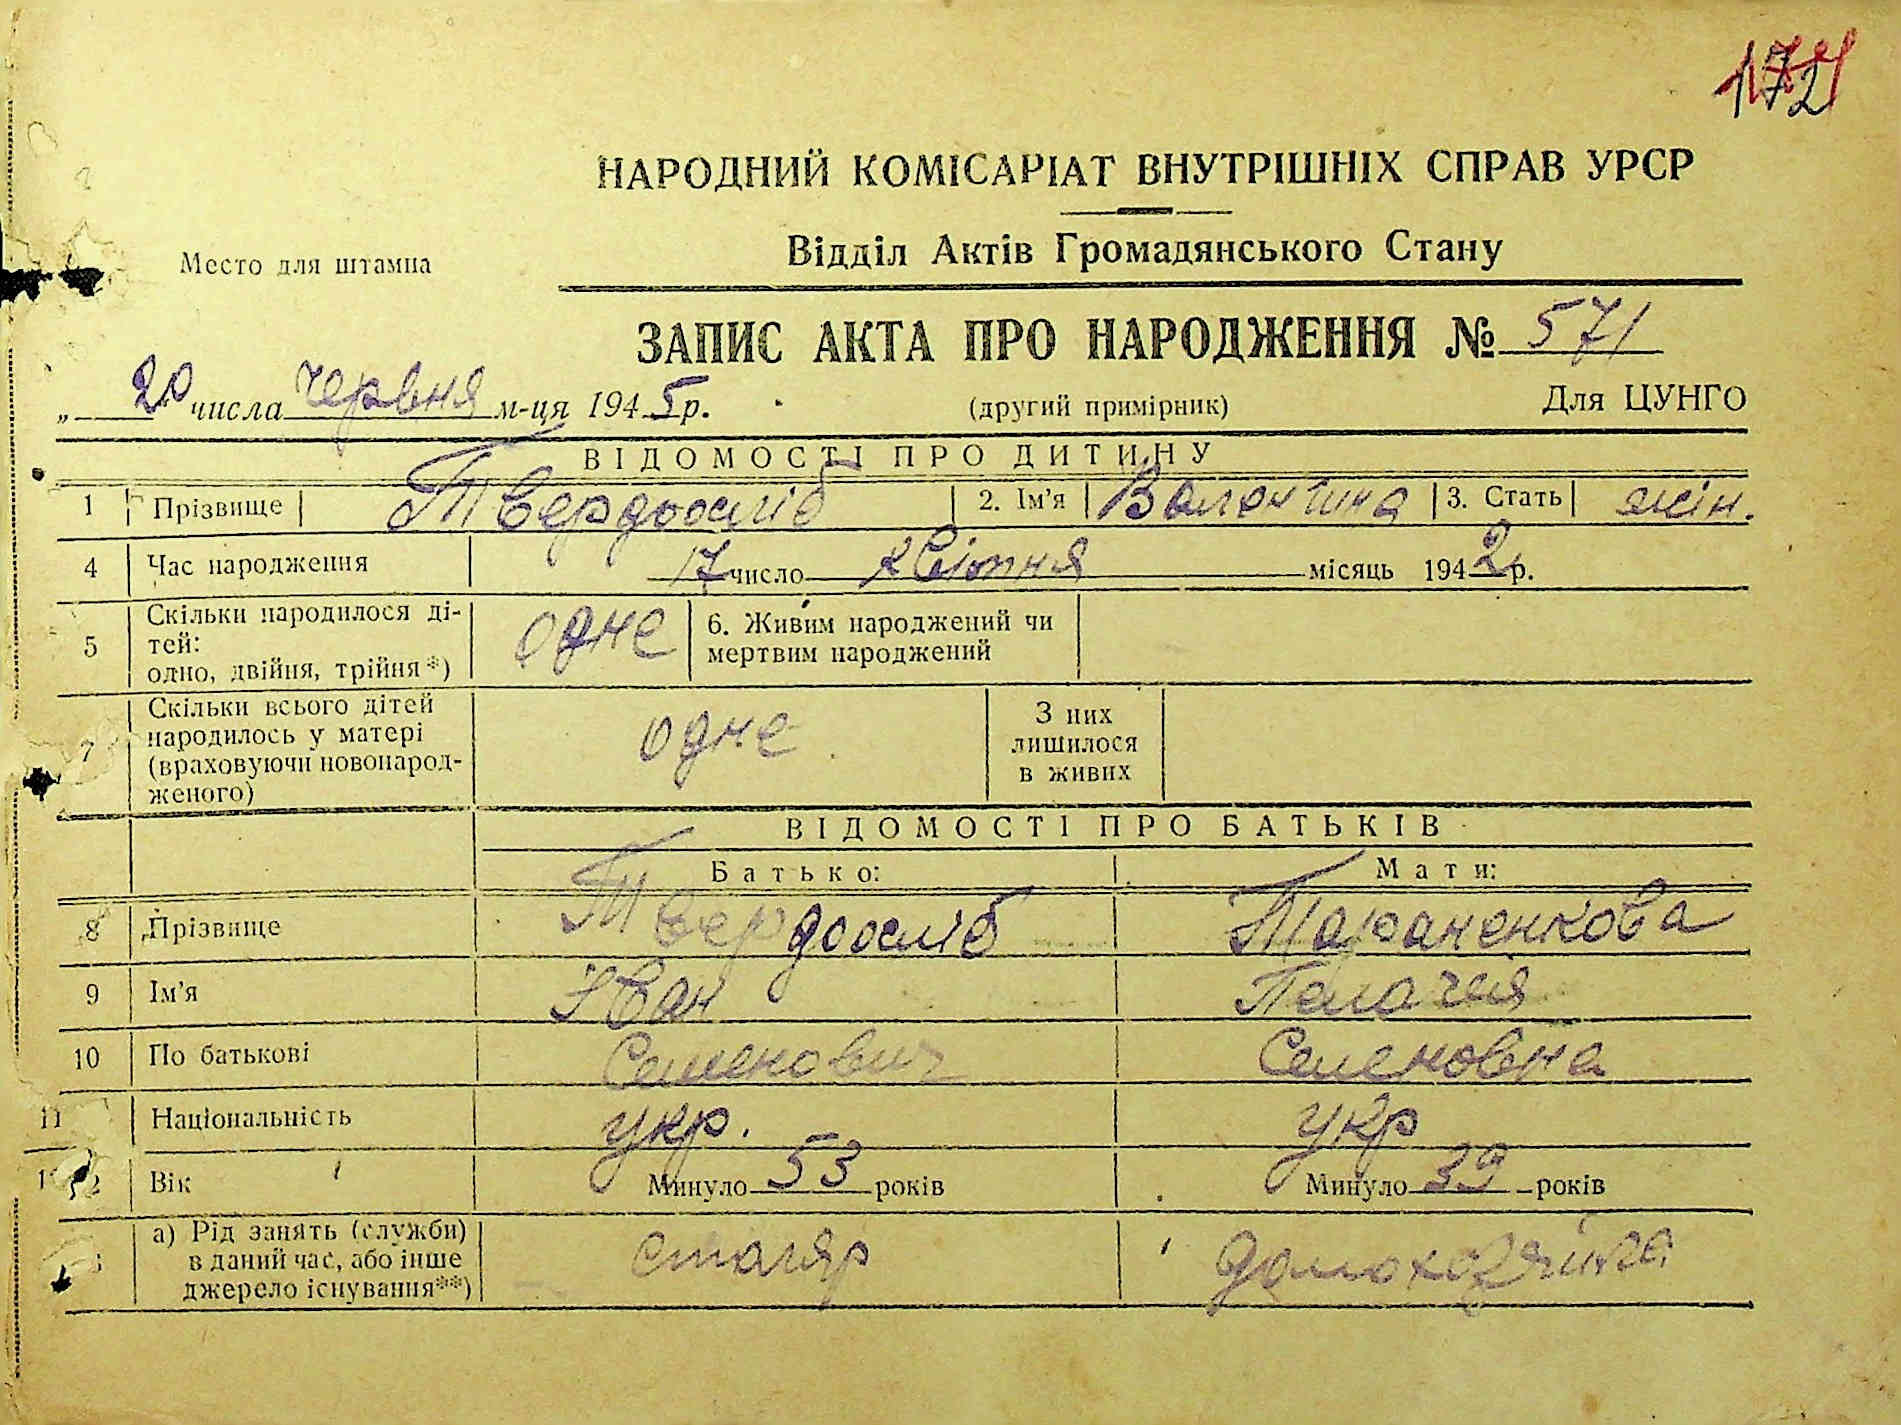 172
НАРОДНИЙ КОМІСАРІАТ ВНУТРІШНІХ СПРАВ УРСР
Место для штампа
Відділ Актів Громадянського Стану
ЗАПИС АКТА ПРО НАРОДЖЕННЯ № 571
„ 20 числа червня м-ця 1945 р. (другий примірник) Для ЦУНГО
ВІДОМОСТІ ПРО ДИТИНУ
1 Прізвище Твердоосліб 2. Ім'я Валентина 3. Стать жін.
4 Час народження 17 число квітня місяць 1942 р.
5 Скільки народилося дітей: одно, двійня, трійня*) одне 6. Живим народжений чи мертвим народжений
7 Скільки всього дітей народилось у матері (враховуючи новонародженого) одне З них лишилося в живих
ВІДОМОСТІ ПРО БАТЬКІВ
Батько: Мати:
8 Прізвище Твердоосліб Тараненкова
9 Ім'я Іван Пелагея
10 По батькові Семенович Семеновна
11 Національність укр. укр
12 Вік Минуло 53 років Минуло 39 років
а) Рід занять (служби) в даний час, або інше джерело існування**) столяр домохозяйка